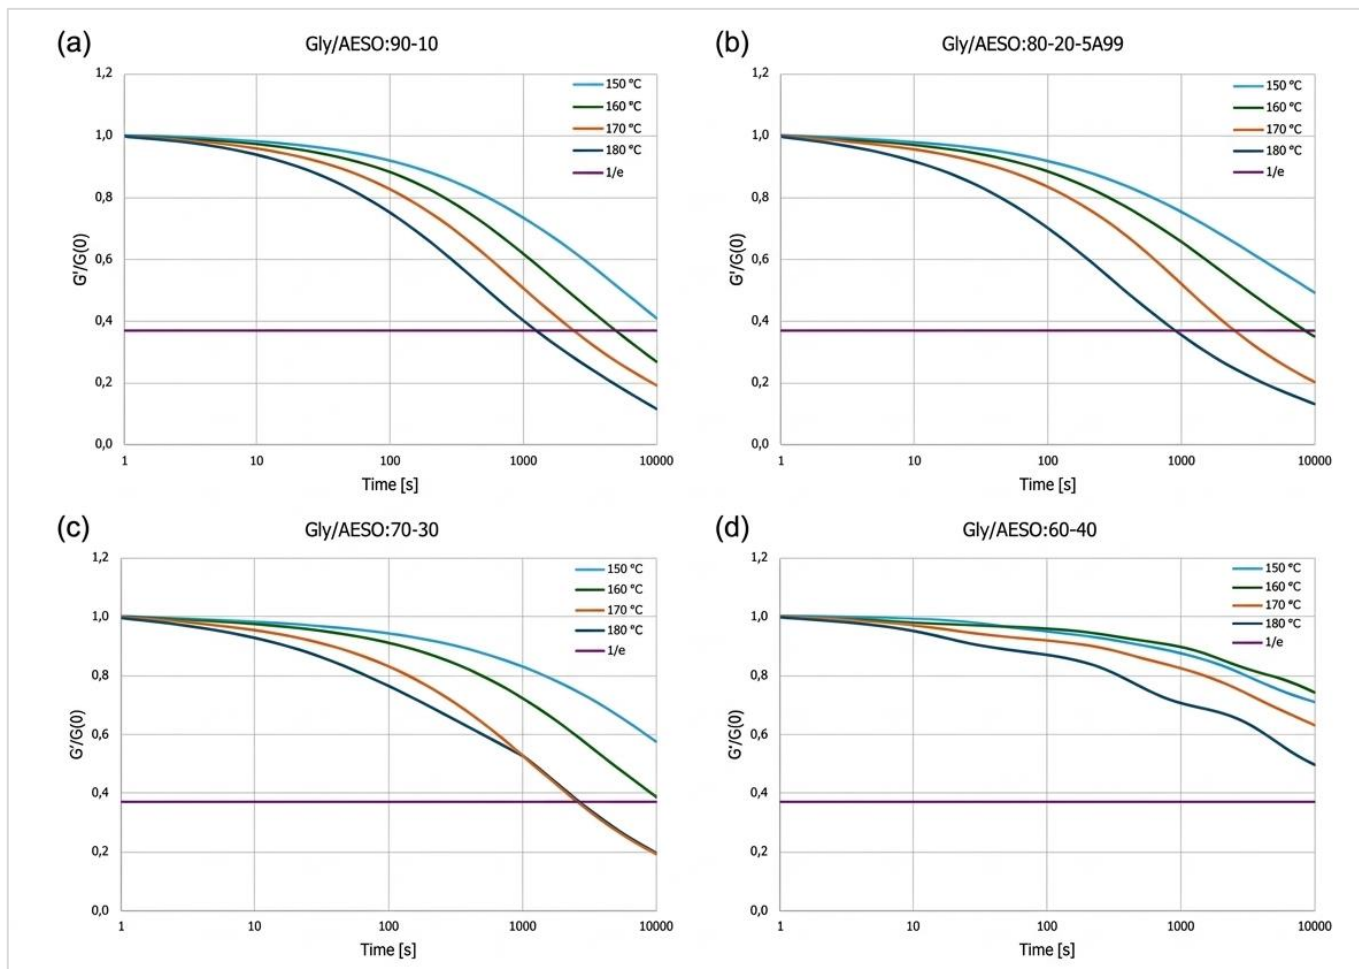 (a)
Gly/AESO:90-10
1,2
1,0
0,8
0,6
0,4
0,2
0,0
G'/G(0)
150 °C
160 °C
170 °C
180 °C
1/e
1 10 100 1000 10000
Time [s]
(b)
Gly/AESO:80-20-5A99
1,2
1,0
0,8
0,6
0,4
0,2
0,0
G'/G(0)
150 °C
160 °C
170 °C
180 °C
1/e
1 10 100 1000 10000
Time [s]
(c)
Gly/AESO:70-30
1,2
1,0
0,8
0,6
0,4
0,2
0,0
G'/G(0)
150 °C
160 °C
170 °C
180 °C
1/e
1 10 100 1000 10000
Time [s]
(d)
Gly/AESO:60-40
1,2
1,0
0,8
0,6
0,4
0,2
0,0
G'/G(0)
150 °C
160 °C
170 °C
180 °C
1/e
1 10 100 1000 10000
Time [s]